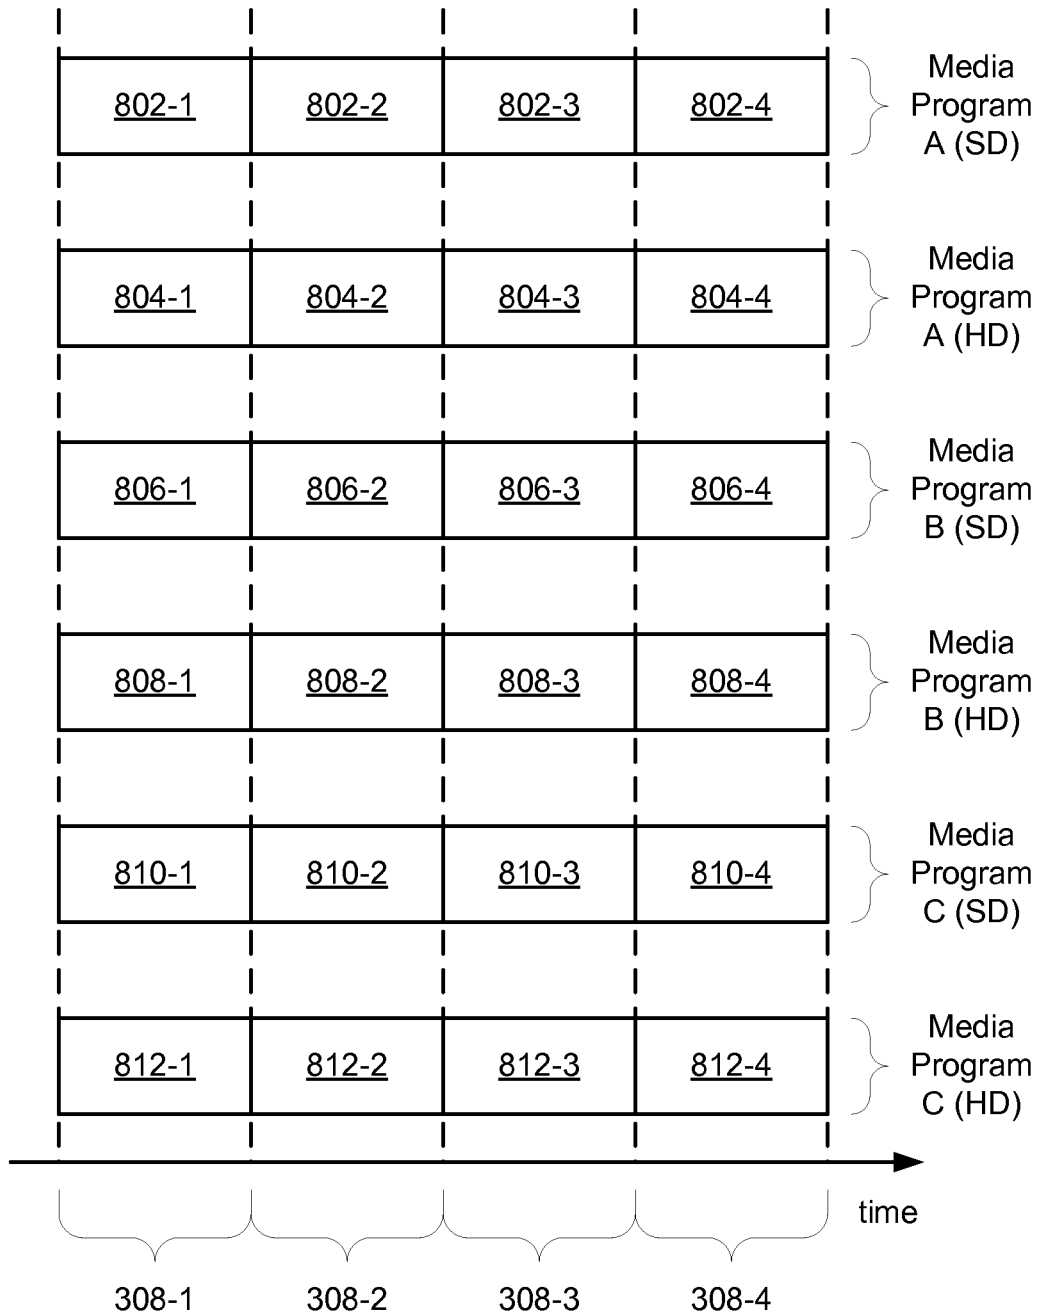 802-1 802-2 802-3 802-4
Media
Program
A (SD)
804-1 804-2 804-3 804-4
Media
Program
A (HD)
806-1 806-2 806-3 806-4
Media
Program
B (SD)
808-1 808-2 808-3 808-4
Media
Program
B (HD)
810-1 810-2 810-3 810-4
Media
Program
C (SD)
812-1 812-2 812-3 812-4
Media
Program
C (HD)
time
308-1 308-2 308-3 308-4